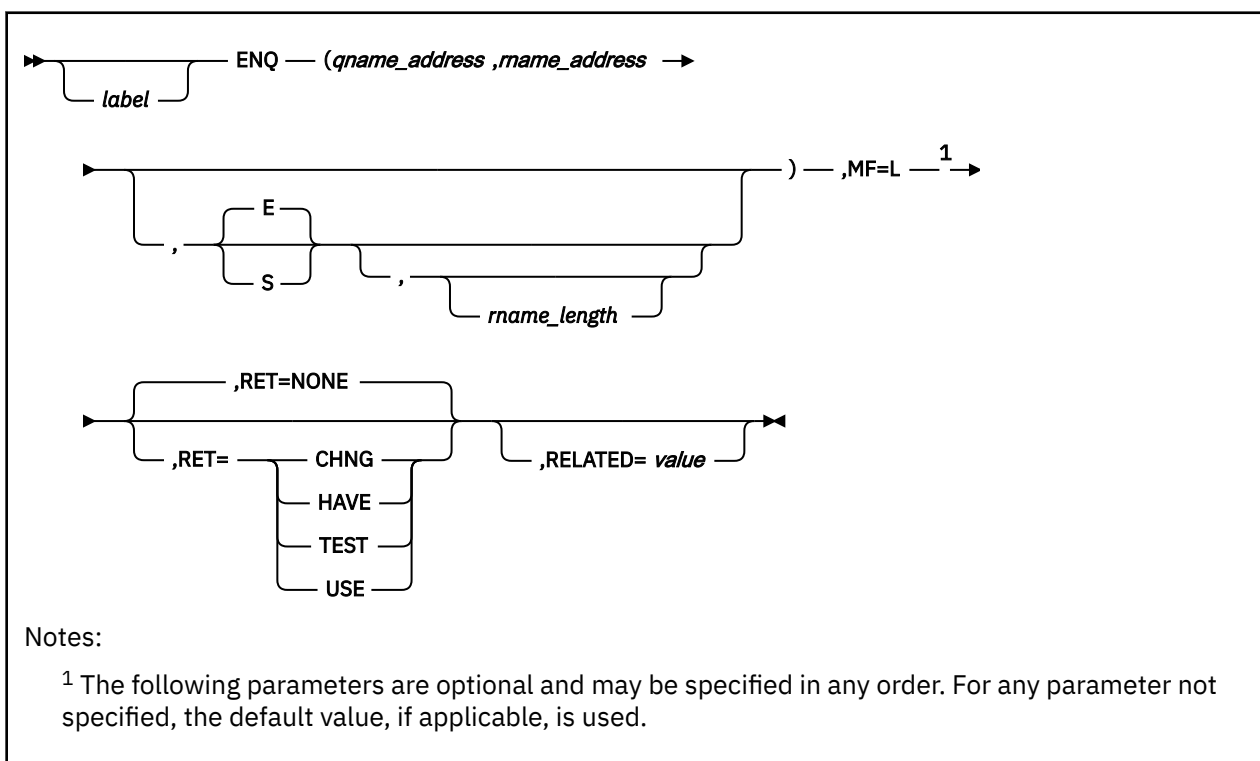 ENQ (qname_address ,rname_address
label
1
) ,MF=L
E
,
S
,
rname_length
,RET=NONE
,RET= CHNG ,RELATED= value
HAVE
TEST
USE
Notes:
1 The following parameters are optional and may be specified in any order. For any parameter not
specified, the default value, if applicable, is used.